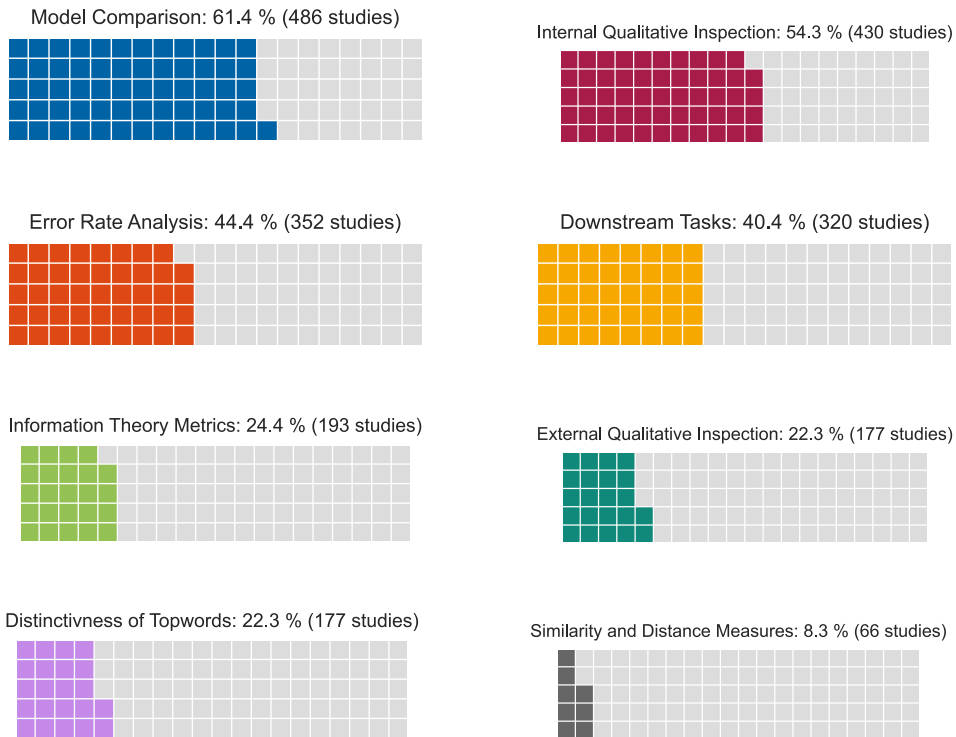 Model Comparison: 61.4 % (486 studies)
Internal Qualitative Inspection: 54.3 % (430 studies)
Error Rate Analysis: 44.4 % (352 studies)
Downstream Tasks: 40.4 % (320 studies)
Information Theory Metrics: 24.4 % (193 studies)
External Qualitative Inspection: 22.3 % (177 studies)
Distinctivness of Topwords: 22.3 % (177 studies)
Similarity and Distance Measures: 8.3 % (66 studies)